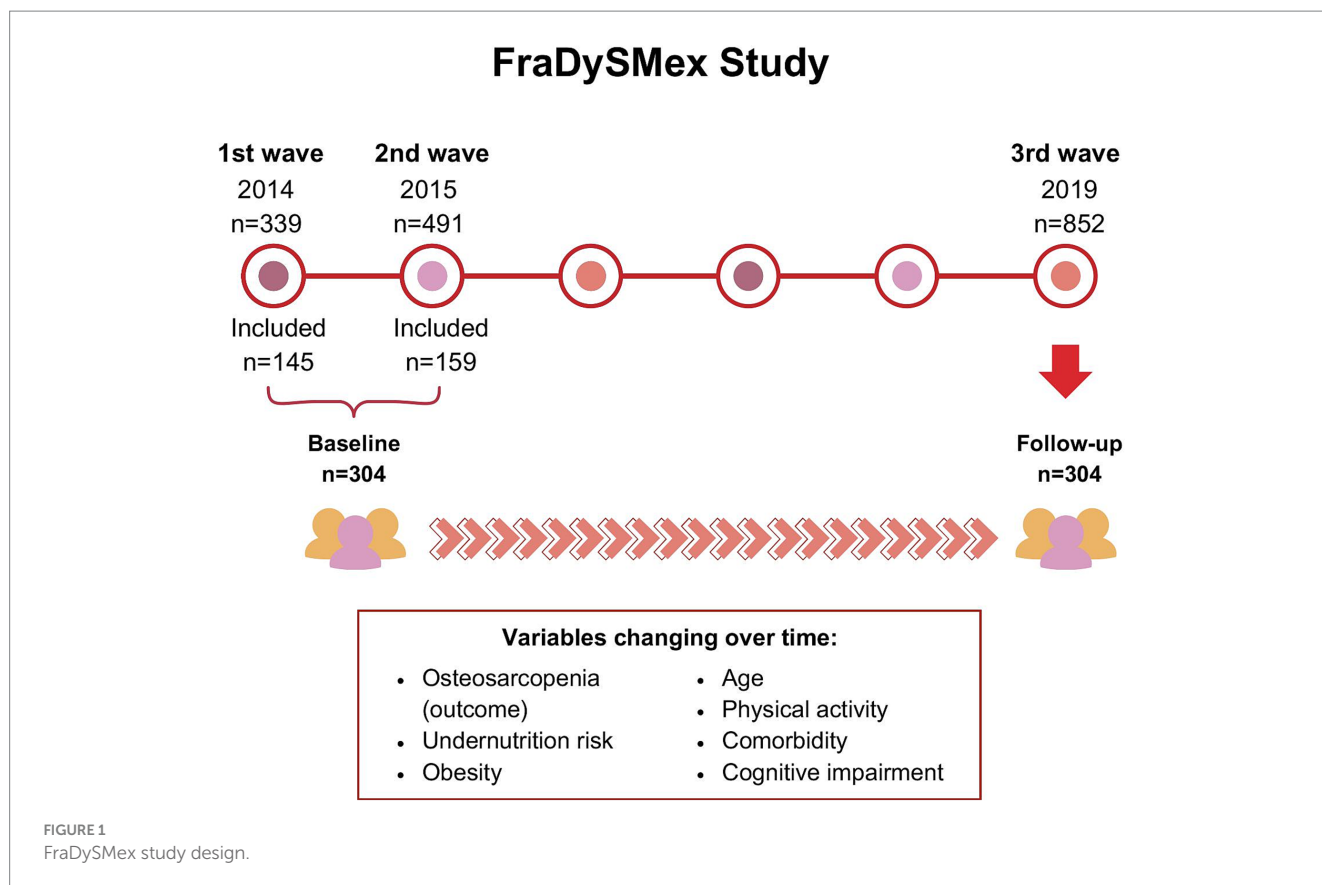 FraDySMex Study
1st wave
2014
n=339
2nd wave
2015
n=491
3rd wave
2019
n=852
Included
n=145
Included
n=159
Baseline
n=304
Follow-up
n=304
Variables changing over time:
• Osteosarcopenia
(outcome)
• Undernutrition risk
• Obesity
• Age
• Physical activity
• Comorbidity
• Cognitive impairment
FIGURE 1
FraDySMex study design.